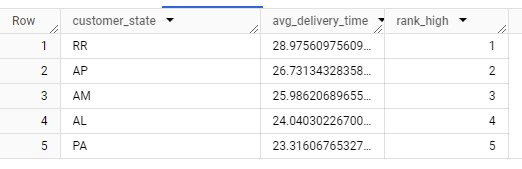 Row customer_state avg_delivery_time rank_high
1 RR 28.97560975609... 1
2 AP 26.73134328358... 2
3 AM 25.98620689655... 3
4 AL 24.04030226700... 4
5 PA 23.31606765327... 5